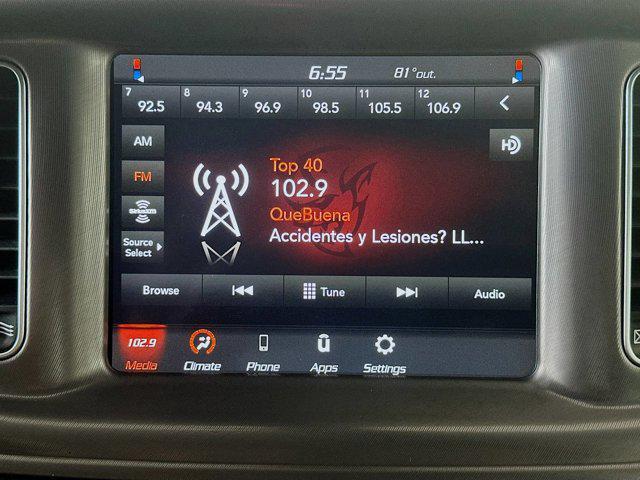 6:55 81°out.
7 92.5 8 94.3 9 96.9 10 98.5 11 105.5 12 106.9
AM
HD
FM
Top 40
102.9
SiriusXM
QueBuena
Accidentes y Lesiones? LL...
Source
Select
Browse Tune Audio
102.9
Media Climate Phone Apps Settings